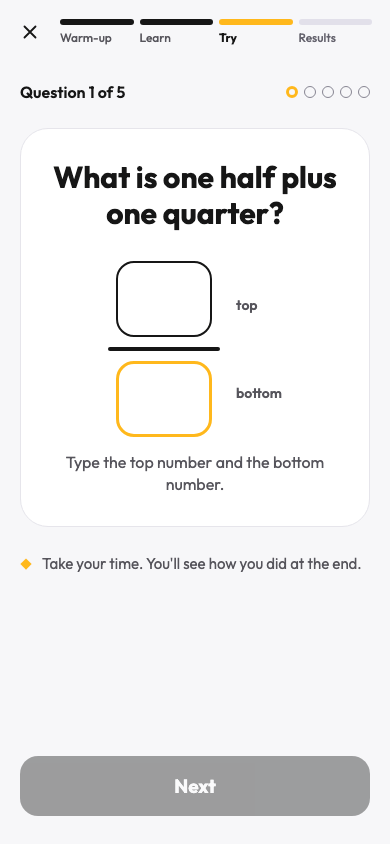 Warm-up
Learn
Try
Results
Question 1 of 5
What is one half plus
one quarter?
top
bottom
Type the top number and the bottom
number.
Take your time. You'll see how you did at the end.
Next